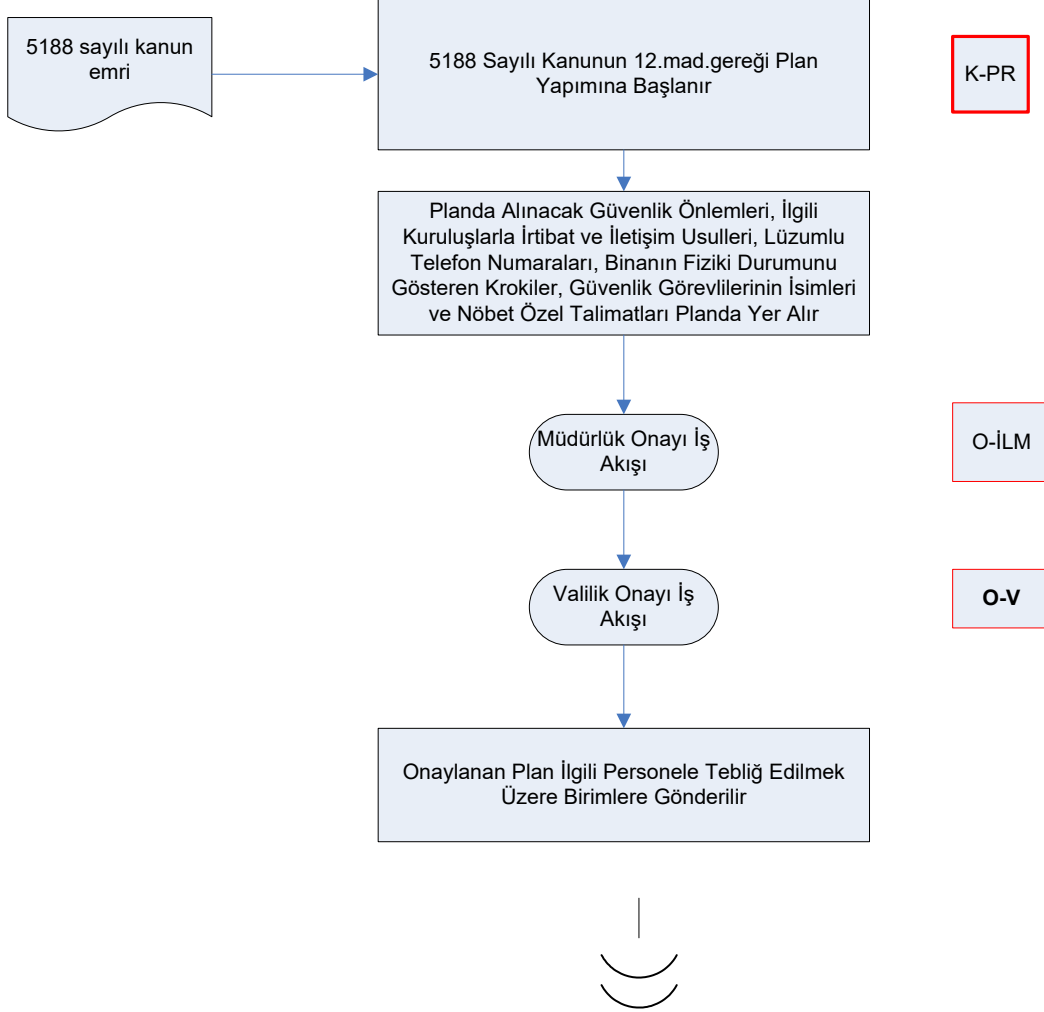 5188 sayılı kanun
emri
5188 Sayılı Kanunun 12.mad.gereği Plan
Yapımına Başlanır
K-PR
Planda Alınacak Güvenlik Önlemleri, İlgili
Kuruluşlarla İrtibat ve İletişim Usulleri, Lüzumlu
Telefon Numaraları, Binanın Fiziki Durumunu
Gösteren Krokiler, Güvenlik Görevlilerinin İsimleri
ve Nöbet Özel Talimatları Planda Yer Alır
Müdürlük Onayı İş
Akışı
O-İLM
Valilik Onayı İş
Akışı
O-V
Onaylanan Plan İlgili Personele Tebliğ Edilmek
Üzere Birimlere Gönderilir